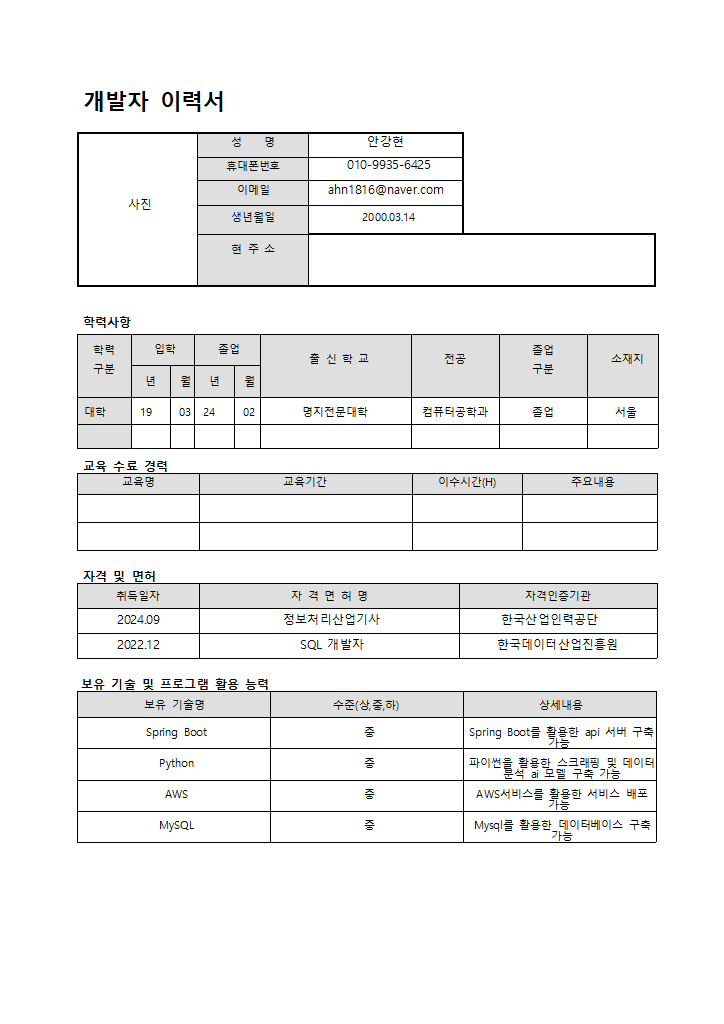 개발자 이력서
사진
성 명 안강현
휴대폰번호 010-9935-6425
이메일 ahn1816@naver.com
생년월일 2000.03.14
현 주 소
학력사항
학력 구분 입학 졸업 출 신 학 교 전공 졸업 구분 소재지
년 월 년 월
대학 19 03 24 02 명지전문대학 컴퓨터공학과 졸업 서울
교육 수료 경력
교육명 교육기간 이수시간(H) 주요내용
자격 및 면허
취득일자 자 격 면 허 명 자격인증기관
2024.09 정보처리산업기사 한국산업인력공단
2022.12 SQL 개발자 한국데이터산업진흥원
보유 기술 및 프로그램 활용 능력
보유 기술명 수준(상,중,하) 상세내용
Spring Boot 중 Spring Boot를 활용한 api 서버 구축
가능
Python 중 파이썬을 활용한 스크래핑 및 데이터
분석 ai 모델 구축 가능
AWS 중 AWS서비스를 활용한 서비스 배포
가능
MySQL 중 Mysql를 활용한 데이터베이스 구축
가능